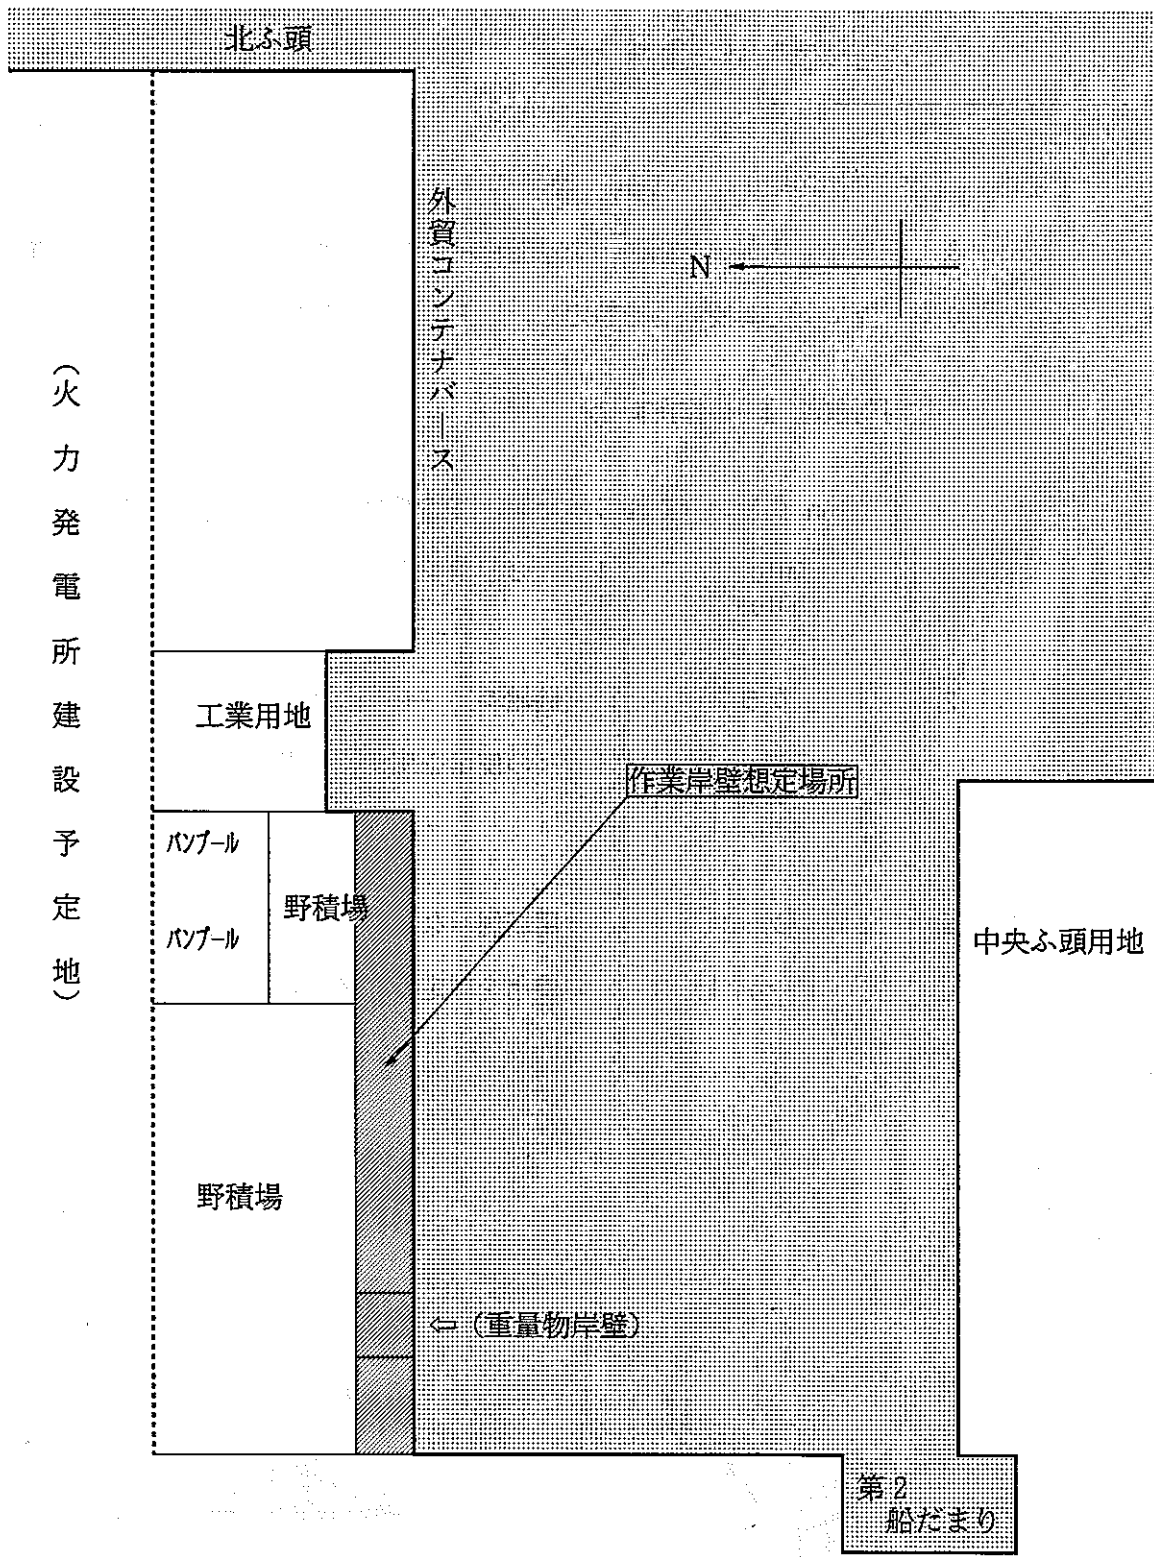 北ふ頭
外貿コンテナバース
N
(火力発電所建設予定地)
工業用地
作業岸壁想定場所
バンプール
野積場
バンプール
中央ふ頭用地
野積場
⇦(重量物岸壁)
第2
船だまり